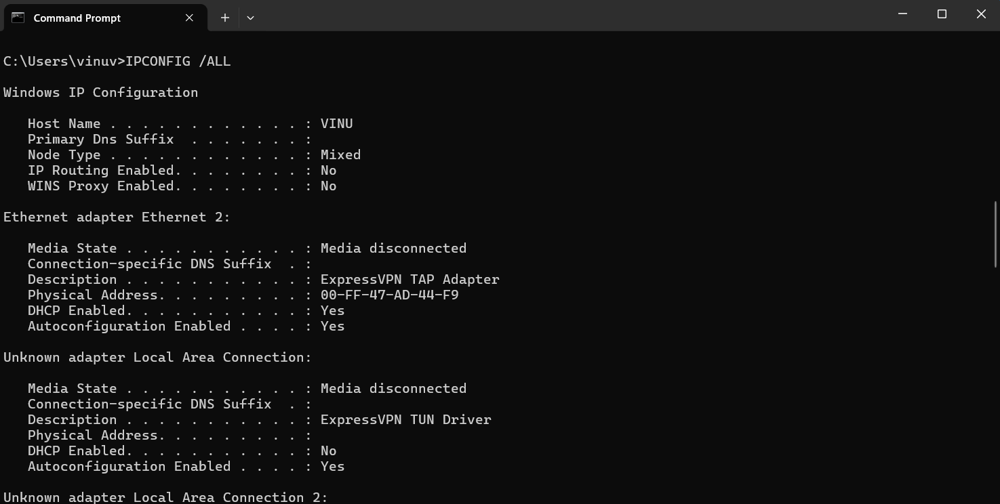 Command Prompt
C:\Users\vinuv>IPCONFIG /ALL
Windows IP Configuration
Host Name . . . . . . . . . . . . : VINU
Primary Dns Suffix  . . . . . . . :
Node Type . . . . . . . . . . . . : Mixed
IP Routing Enabled. . . . . . . . : No
WINS Proxy Enabled. . . . . . . . : No
Ethernet adapter Ethernet 2:
Media State . . . . . . . . . . . : Media disconnected
Connection-specific DNS Suffix  . :
Description . . . . . . . . . . . : ExpressVPN TAP Adapter
Physical Address. . . . . . . . . : 00-FF-47-AD-44-F9
DHCP Enabled. . . . . . . . . . . : Yes
Autoconfiguration Enabled . . . . : Yes
Unknown adapter Local Area Connection:
Media State . . . . . . . . . . . : Media disconnected
Connection-specific DNS Suffix  . :
Description . . . . . . . . . . . : ExpressVPN TUN Driver
Physical Address. . . . . . . . . :
DHCP Enabled. . . . . . . . . . . : No
Autoconfiguration Enabled . . . . : Yes
Unknown adapter Local Area Connection 2: